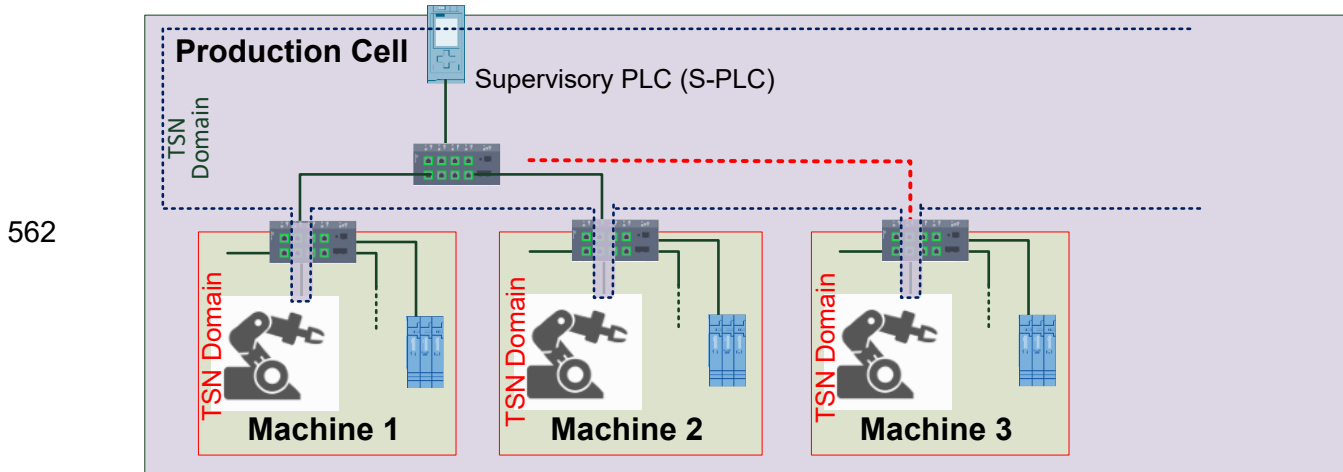 Production Cell
Supervisory PLC (S-PLC)
TSN
Domain
562
TSN Domain
TSN Domain
TSN Domain
Machine 1
Machine 2
Machine 3